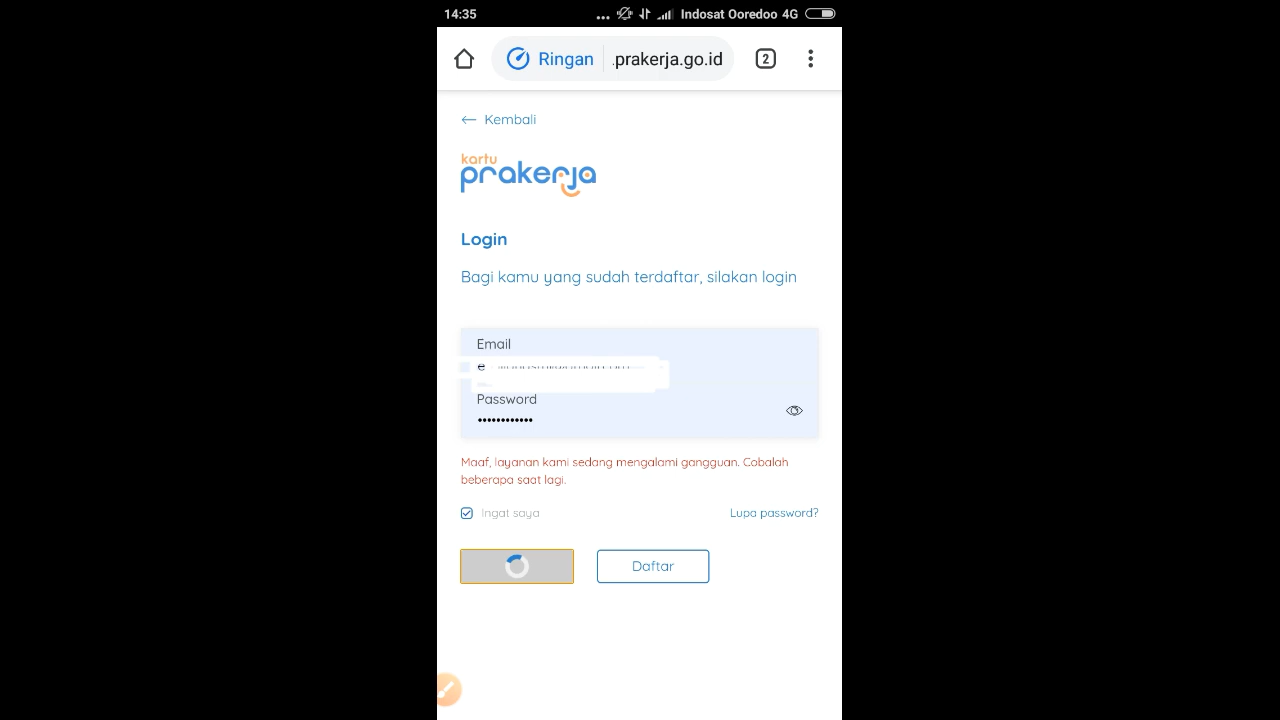 14:35 ... Indosat Ooredoo 4G
Ringan .prakerja.go.id 2
← Kembali
kartu
prakerja
Login
Bagi kamu yang sudah terdaftar, silakan login
Email
e
Password
••••••••••••
Maaf, layanan kami sedang mengalami gangguan. Cobalah
beberapa saat lagi.
Ingat saya Lupa password?
Daftar